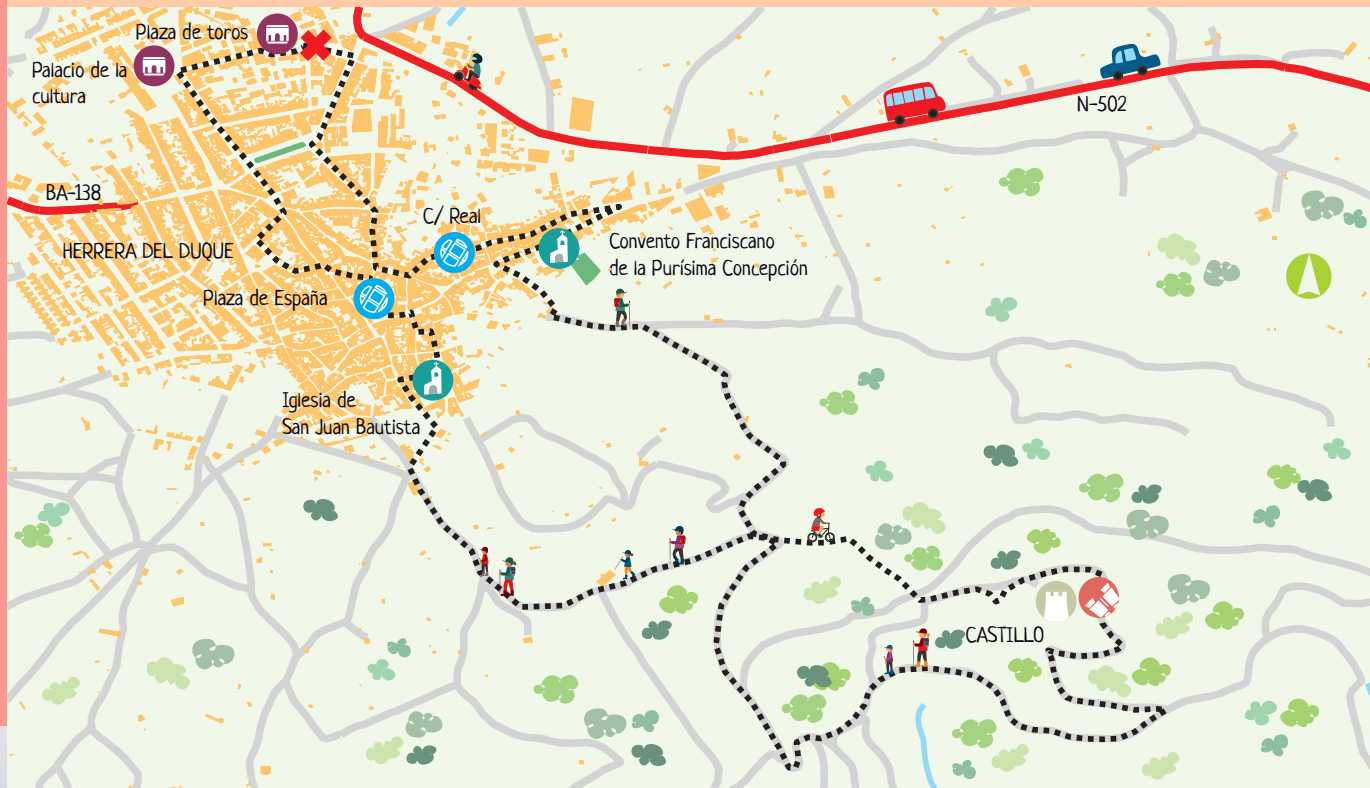 Plaza de toros
Palacio de la
cultura
N-502
BA-138
C/ Real
HERRERA DEL DUQUE
Convento Franciscano
de la Purísima Concepción
Plaza de España
Iglesia de
San Juan Bautista
CASTILLO